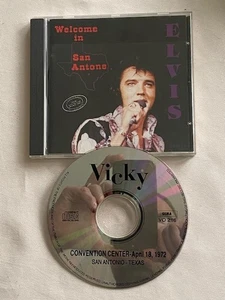 Welcome
in
San
Antone
ELVIS
Vicky
CONVENTION CENTER-April 18, 1972
SAN ANTONIO - TEXAS